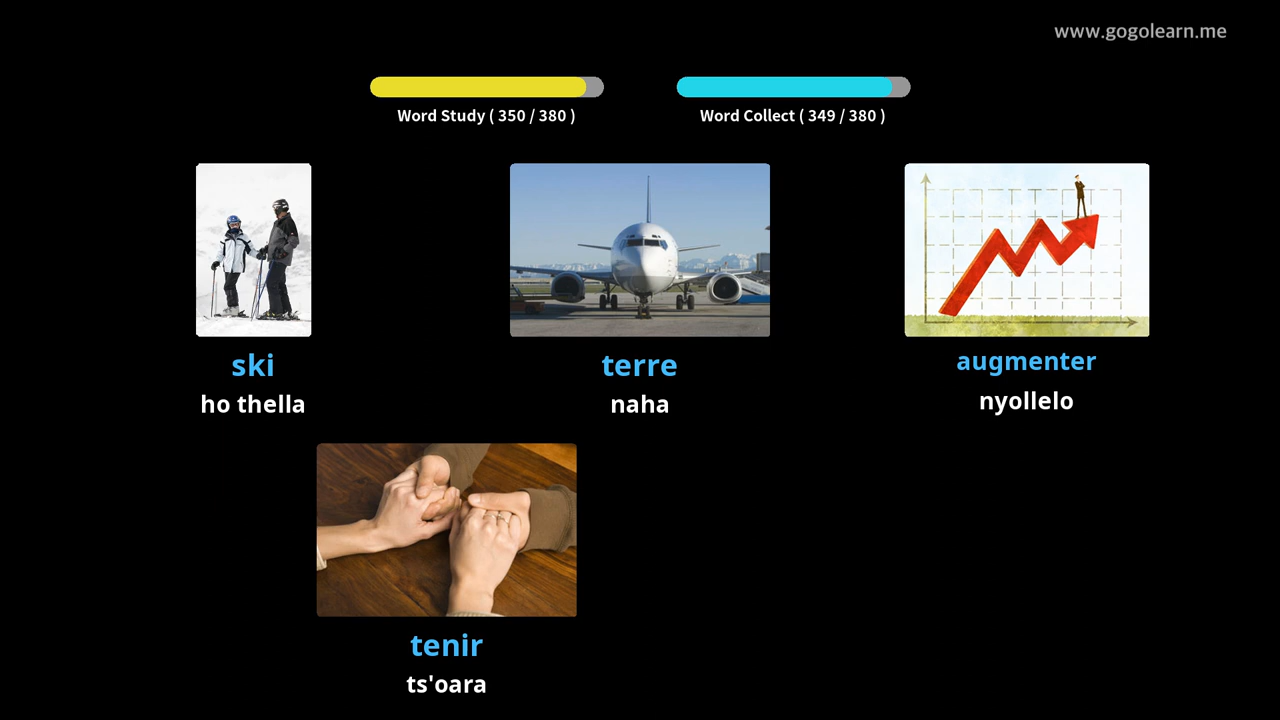 www.gogolearn.me
Word Study ( 350 / 380 )
Word Collect ( 349 / 380 )
ski
terre
augmenter
ho thella
naha
nyollelo
tenir
ts'oara